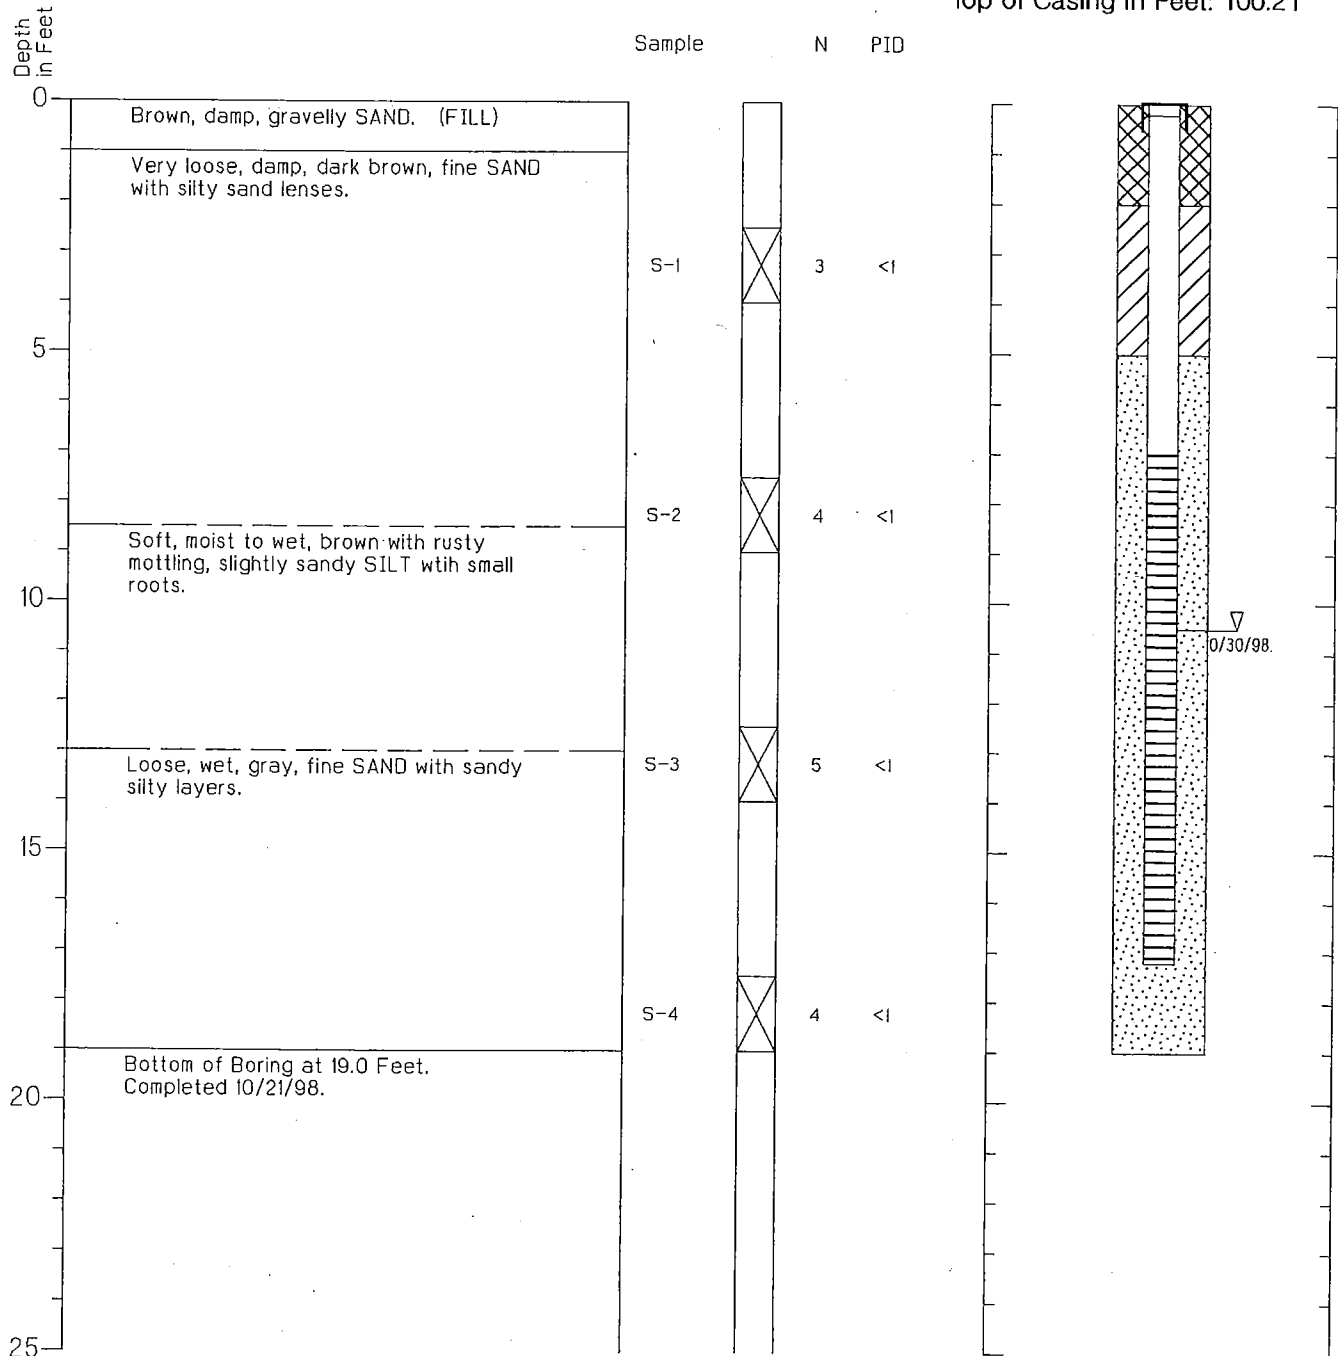 Top of Casing in Feet: 100.21
Depth
in Feet
Sample N PID
0
Brown, damp, gravelly SAND. (FILL)
Very loose, damp, dark brown, fine SAND
with silty sand lenses.
S-1 3 <1
5
S-2 4 <1
Soft, moist to wet, brown with rusty
mottling, slightly sandy SILT wtih small
roots.
10
0/30/98.
Loose, wet, gray, fine SAND with sandy
silty layers.
S-3 5 <1
15
S-4 4 <1
Bottom of Boring at 19.0 Feet.
Completed 10/21/98.
20
25